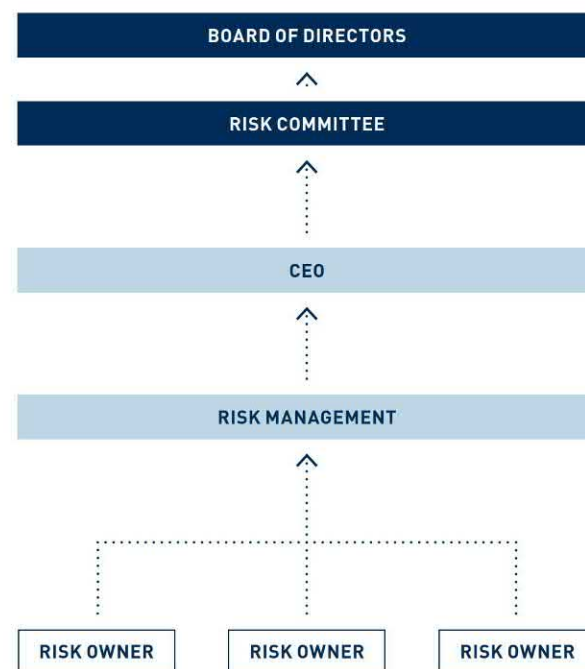 BOARD OF DIRECTORS
RISK COMMITTEE
CEO
RISK MANAGEMENT
RISK OWNER RISK OWNER RISK OWNER